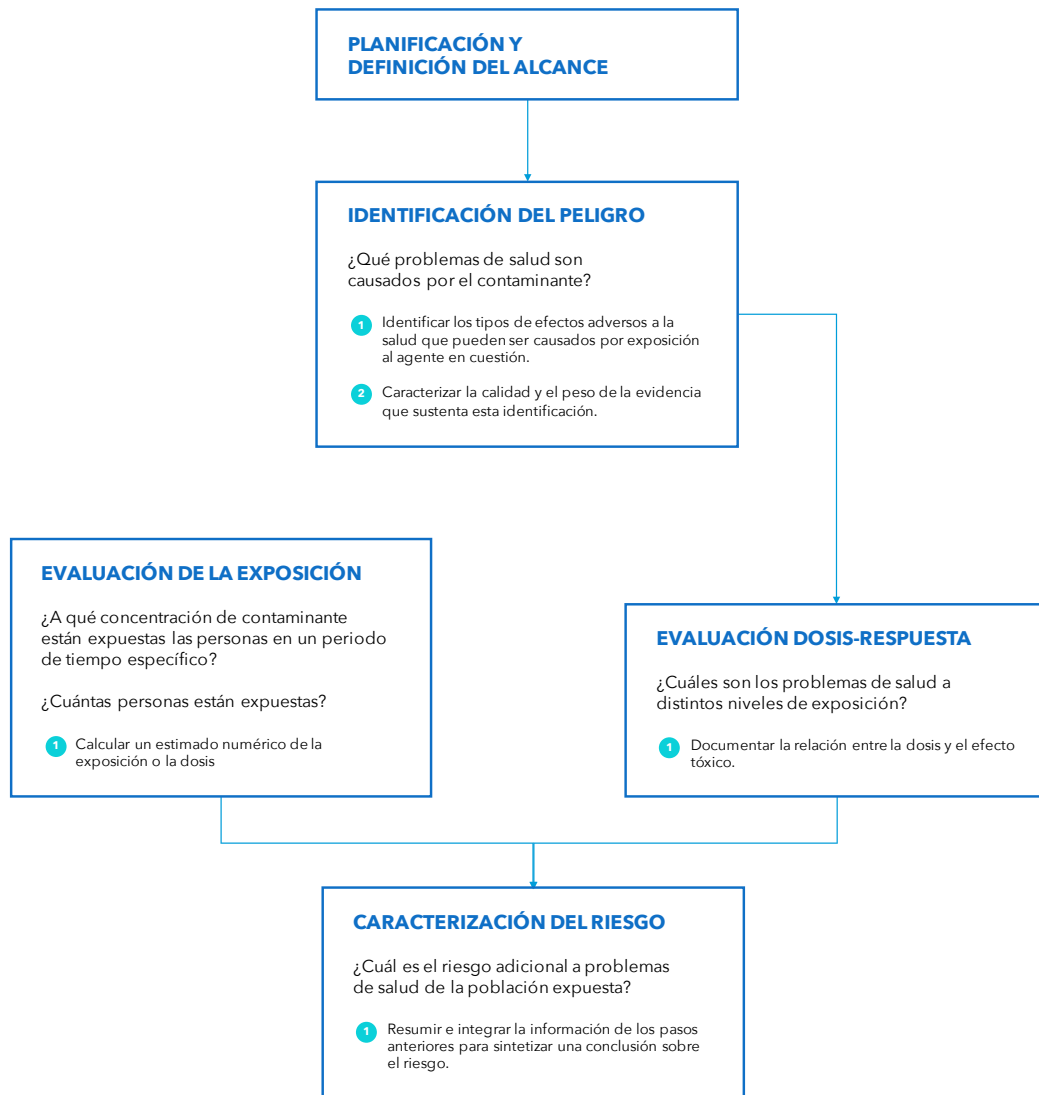 PLANIFICACIÓN Y
DEFINICIÓN DEL ALCANCE
IDENTIFICACIÓN DEL PELIGRO
¿Qué problemas de salud son
causados por el contaminante?
1 Identificar los tipos de efectos adversos a la
salud que pueden ser causados por exposición
al agente en cuestión.
2 Caracterizar la calidad y el peso de la evidencia
que sustenta esta identificación.
EVALUACIÓN DE LA EXPOSICIÓN
¿A qué concentración de contaminante
están expuestas las personas en un periodo
de tiempo específico?
¿Cuántas personas están expuestas?
1 Calcular un estimado numérico de la
exposición o la dosis
EVALUACIÓN DOSIS-RESPUESTA
¿Cuáles son los problemas de salud a
distintos niveles de exposición?
1 Documentar la relación entre la dosis y el efecto
tóxico.
CARACTERIZACIÓN DEL RIESGO
¿Cuál es el riesgo adicional a problemas
de salud de la población expuesta?
1 Resumir e integrar la información de los pasos
anteriores para sintetizar una conclusión sobre
el riesgo.